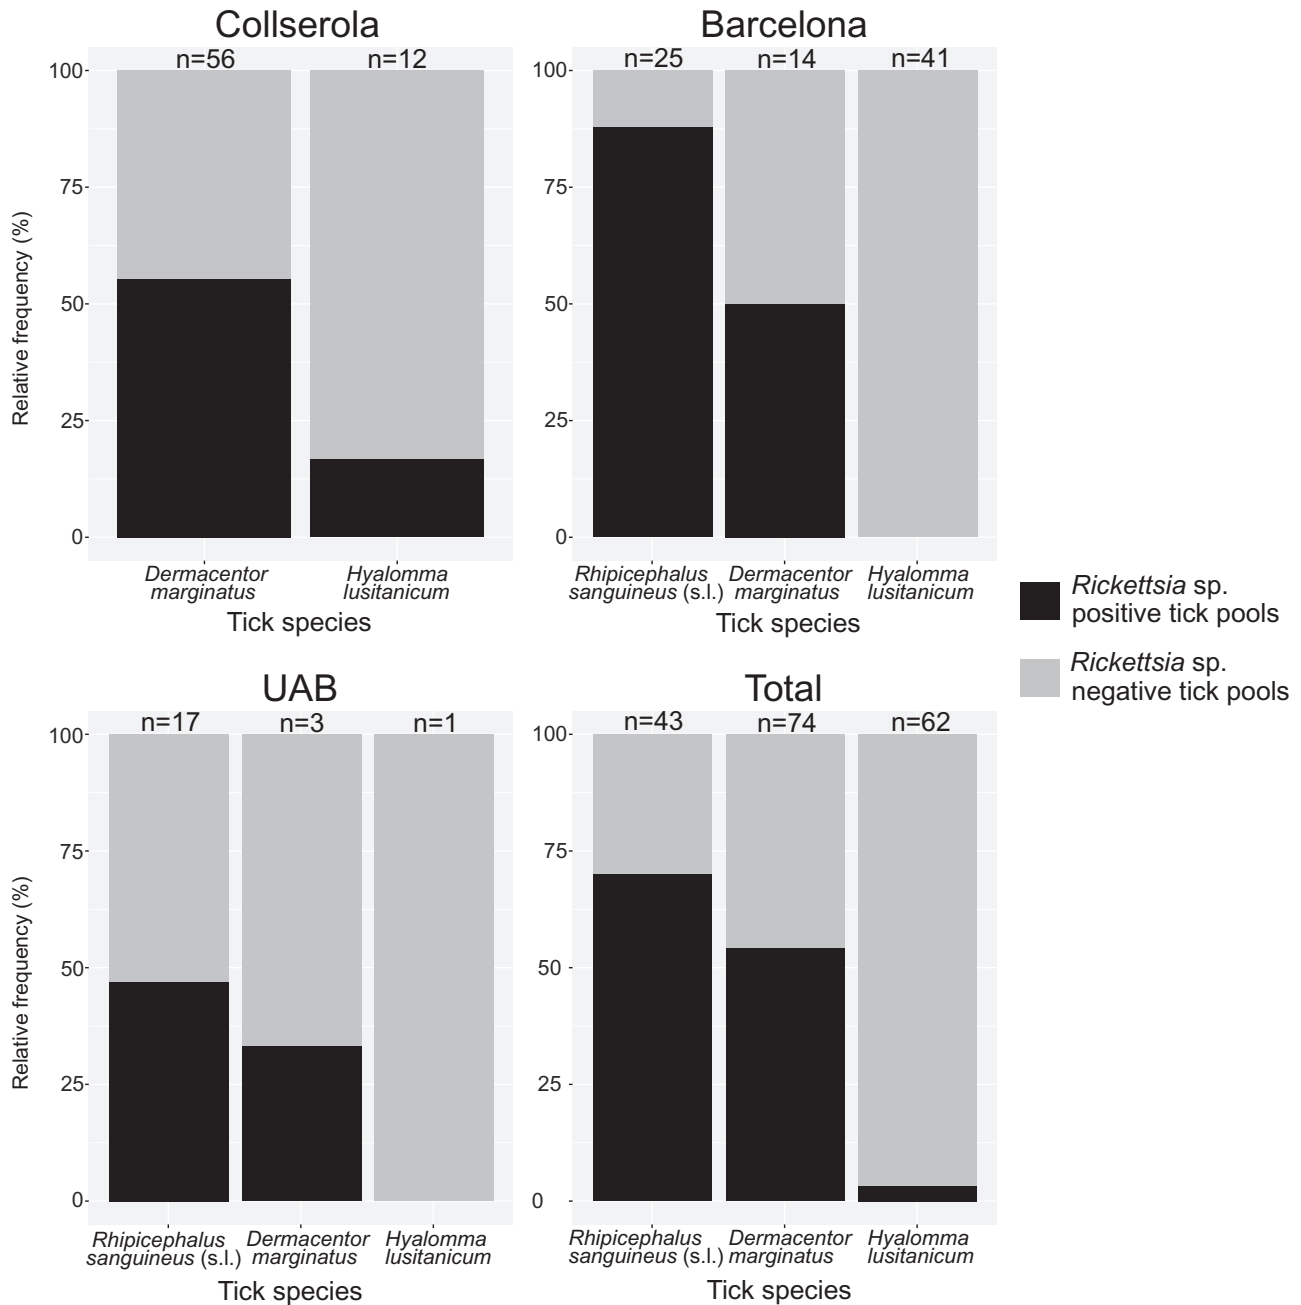 Collserola
n=56
n=12
Relative frequency (%)
100
75
50
25
0
Dermacentor
marginatus
Hyalomma
lusitanicum
Tick species
Barcelona
n=25
n=14
n=41
100
75
50
25
0
Rhipicephalus
sanguineus (s.l.)
Dermacentor
marginatus
Hyalomma
lusitanicum
Tick species
Rickettsia sp.
positive tick pools
Rickettsia sp.
negative tick pools
UAB
n=17
n=3
n=1
Relative frequency (%)
100
75
50
25
0
Rhipicephalus
sanguineus (s.l.)
Dermacentor
marginatus
Hyalomma
lusitanicum
Tick species
Total
n=43
n=74
n=62
100
75
50
25
0
Rhipicephalus
sanguineus (s.l.)
Dermacentor
marginatus
Hyalomma
lusitanicum
Tick species